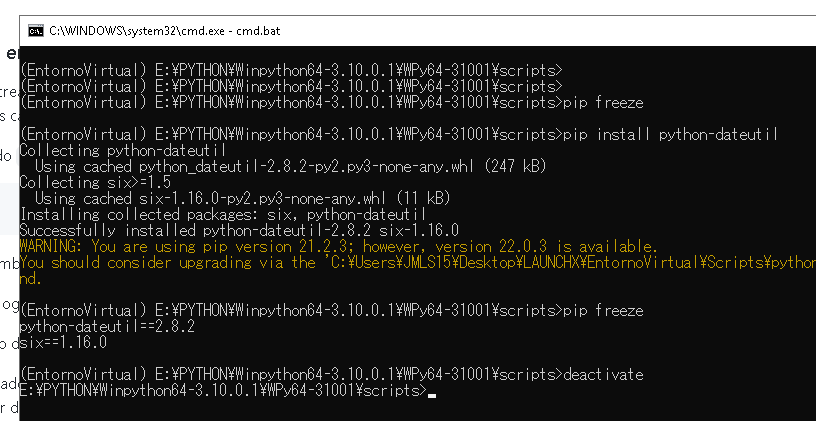 C:\WINDOWS\system32\cmd.exe - cmd.bat
(EntornoVirtual) E:¥PYTHON¥Winpython64-3.10.0.1¥WPy64-31001¥scripts>
(EntornoVirtual) E:¥PYTHON¥Winpython64-3.10.0.1¥WPy64-31001¥scripts>
(EntornoVirtual) E:¥PYTHON¥Winpython64-3.10.0.1¥WPy64-31001¥scripts>pip freeze
(EntornoVirtual) E:¥PYTHON¥Winpython64-3.10.0.1¥WPy64-31001¥scripts>pip install python-dateutil
Collecting python-dateutil
Using cached python_dateutil-2.8.2-py2.py3-none-any.whl (247 kB)
Collecting six>=1.5
Using cached six-1.16.0-py2.py3-none-any.whl (11 kB)
Installing collected packages: six, python-dateutil
Successfully installed python-dateutil-2.8.2 six-1.16.0
WARNING: You are using pip version 21.2.3; however, version 22.0.3 is available.
You should consider upgrading via the 'C:¥Users¥JMLS15¥Desktop¥LAUNCHX¥EntornoVirtual¥Scripts¥python
nd.
(EntornoVirtual) E:¥PYTHON¥Winpython64-3.10.0.1¥WPy64-31001¥scripts>pip freeze
python-dateutil==2.8.2
six==1.16.0
(EntornoVirtual) E:¥PYTHON¥Winpython64-3.10.0.1¥WPy64-31001¥scripts>deactivate
E:¥PYTHON¥Winpython64-3.10.0.1¥WPy64-31001¥scripts>